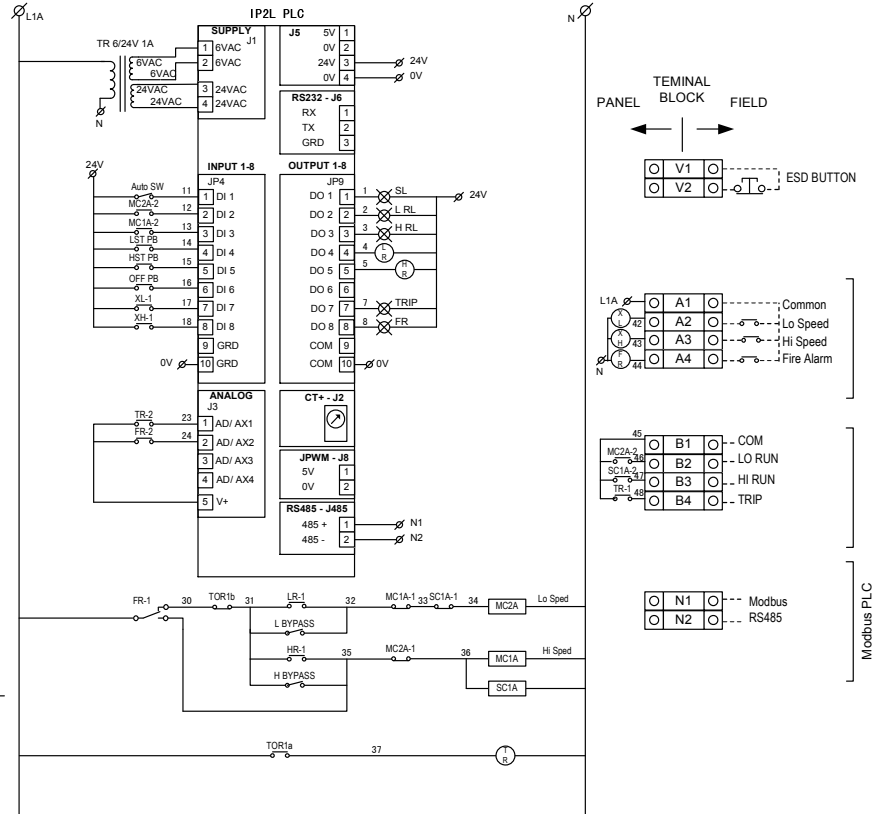 L1A
IP2L PLC
N
TR 6/24V 1A
6VAC
6VAC
24VAC
24VAC
N
SUPPLY
J1
1 6VAC
2 6VAC
3 24VAC
4 24VAC
J5 5V 1
0V 2
24V 3 24V
0V 4 0V
RS232 - J6
RX 1
TX 2
GRD 3
24V
INPUT 1-8
JP4
Auto SW 11 1 DI 1
MC2A-2 12 2 DI 2
MC1A-2 13 3 DI 3
LST PB 14 4 DI 4
HST PB 15 5 DI 5
OFF PB 16 6 DI 6
XL-1 17 7 DI 7
XH-1 18 8 DI 8
9 GRD
0V 10 GRD
OUTPUT 1-8
JP9
DO 1 1 1 SL 24V
DO 2 2 2 L RL
DO 3 3 3 H RL
DO 4 4 4 L R
DO 5 5 5 H R
DO 6 6
DO 7 7 7 TRIP
DO 8 8 8 FR
COM 9
COM 10 0V
ANALOG
J3
TR-2 23 1 AD/ AX1
FR-2 24 2 AD/ AX2
3 AD/ AX3
4 AD/ AX4
5 V+
CT+ - J2
JPWM - J8
5V 1
0V 2
RS485 - J485
485 + 1 N1
485 - 2 N2
FR-1 30 TOR1b 31 LR-1 32 MC1A-1 33 SC1A-1 34 MC2A Lo Sped
L BYPASS
HR-1 35 MC2A-1 36 MC1A Hi Sped
H BYPASS
SC1A
TOR1a 37 T R
PANEL
TEMINAL
BLOCK
FIELD
V1
V2
ESD BUTTON
L1A A1 Common
X L 42 A2 Lo Speed
X H 43 A3 Hi Speed
F R 44 A4 Fire Alarm
N
45 B1 COM
MC2A-2 46 B2 LO RUN
SC1A-2 47 B3 HI RUN
TR-1 48 B4 TRIP
N1 Modbus
N2 RS485
Modbus PLC